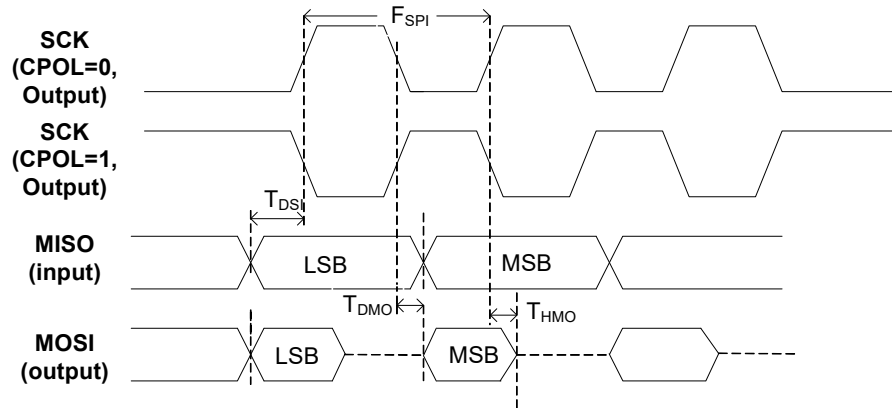 F_SPI
SCK
(CPOL=0,
Output)
SCK
(CPOL=1,
Output)
T_DSI
MISO
(input)
LSB
MSB
T_DMO
T_HMO
MOSI
(output)
LSB
MSB